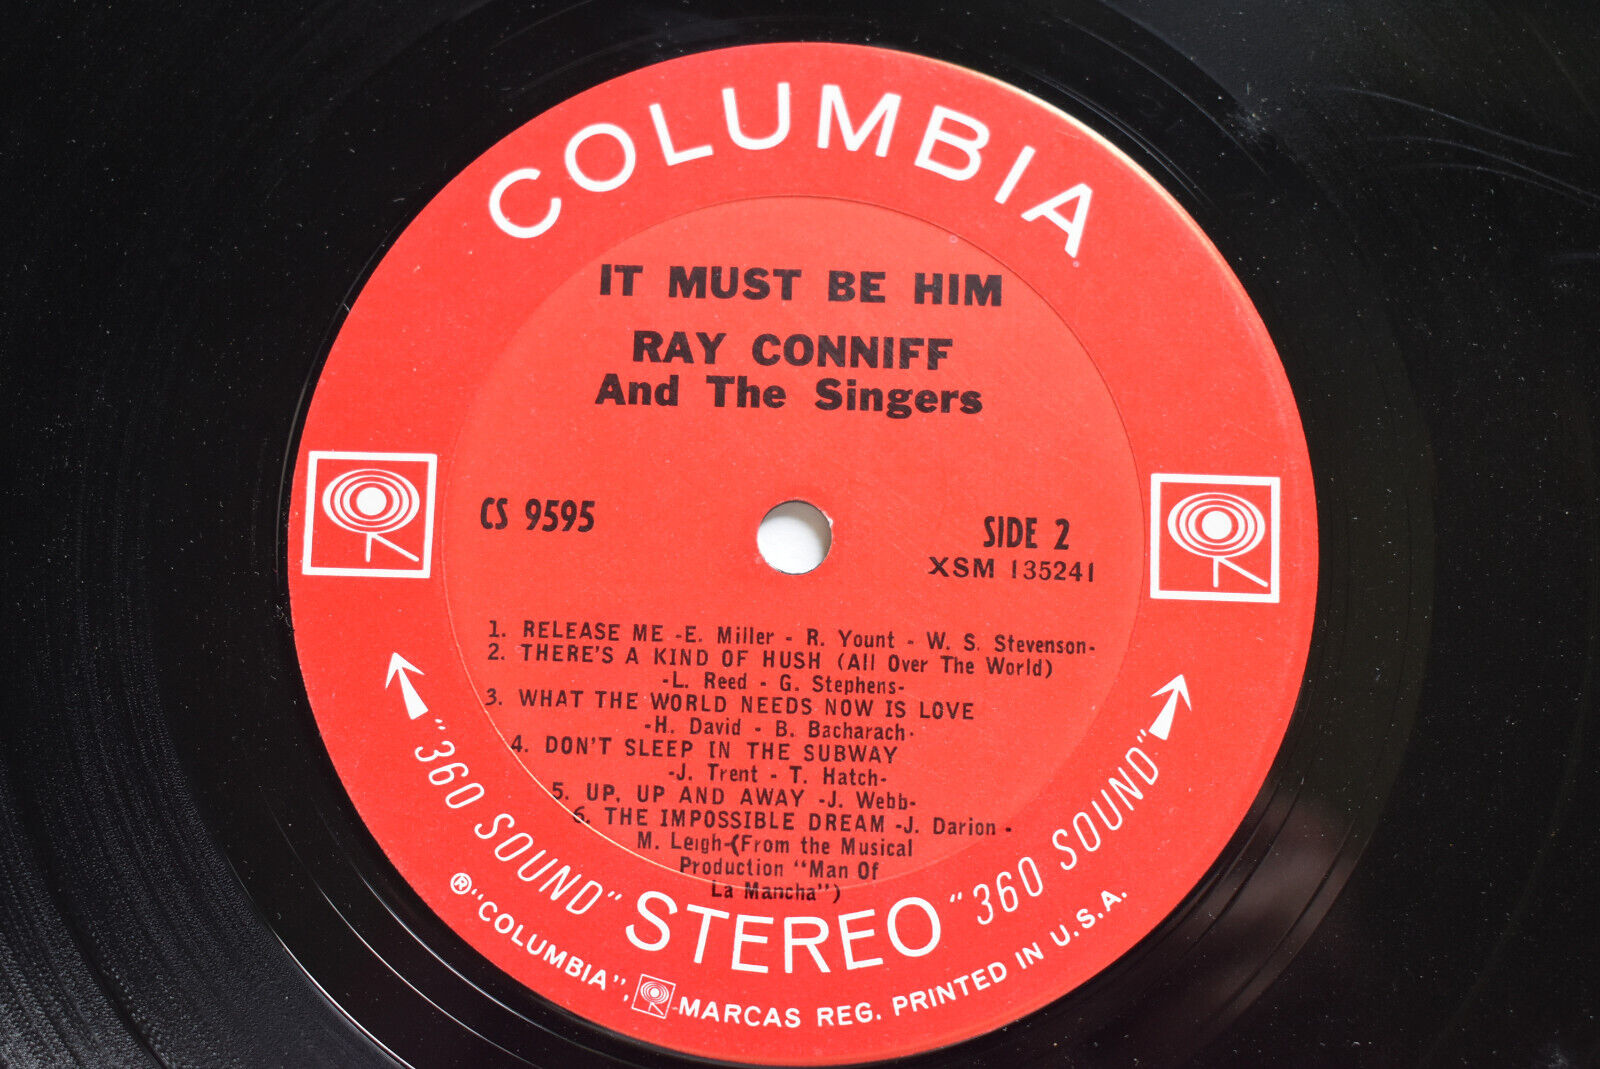 COLUMBIA
IT MUST BE HIM
RAY CONNIFF
And The Singers
CS 9595
SIDE 2
XSM 135241
1. RELEASE ME -E. Miller - R. Yount - W. S. Stevenson-
2. THERE'S A KIND OF HUSH (All Over The World)
-L. Reed - G. Stephens-
3. WHAT THE WORLD NEEDS NOW IS LOVE
-H. David - B. Bacharach-
4. DON'T SLEEP IN THE SUBWAY
-J. Trent - T. Hatch-
5. UP, UP AND AWAY -J. Webb-
6. THE IMPOSSIBLE DREAM -J. Darion -
M. Leigh-(From the Musical
Production "Man Of
La Mancha")
"360 SOUND" STEREO "360 SOUND"
®"COLUMBIA", MARCAS REG. PRINTED IN U.S.A.